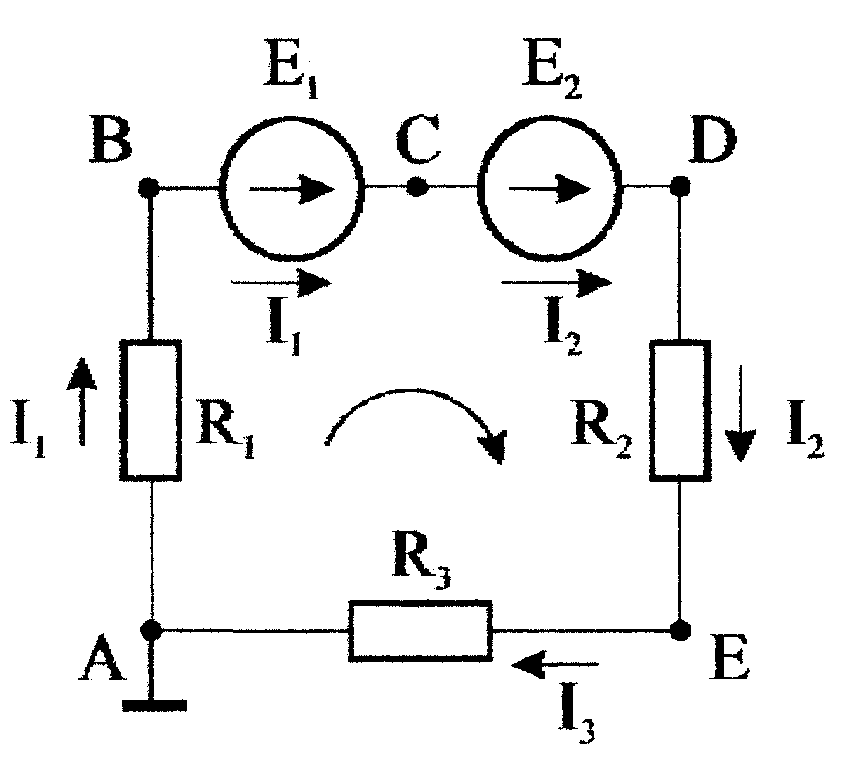 E₁ E₂
B C D
I₁ I₂
I₁ R₁ R₂ I₂
R₃
A E
I₃